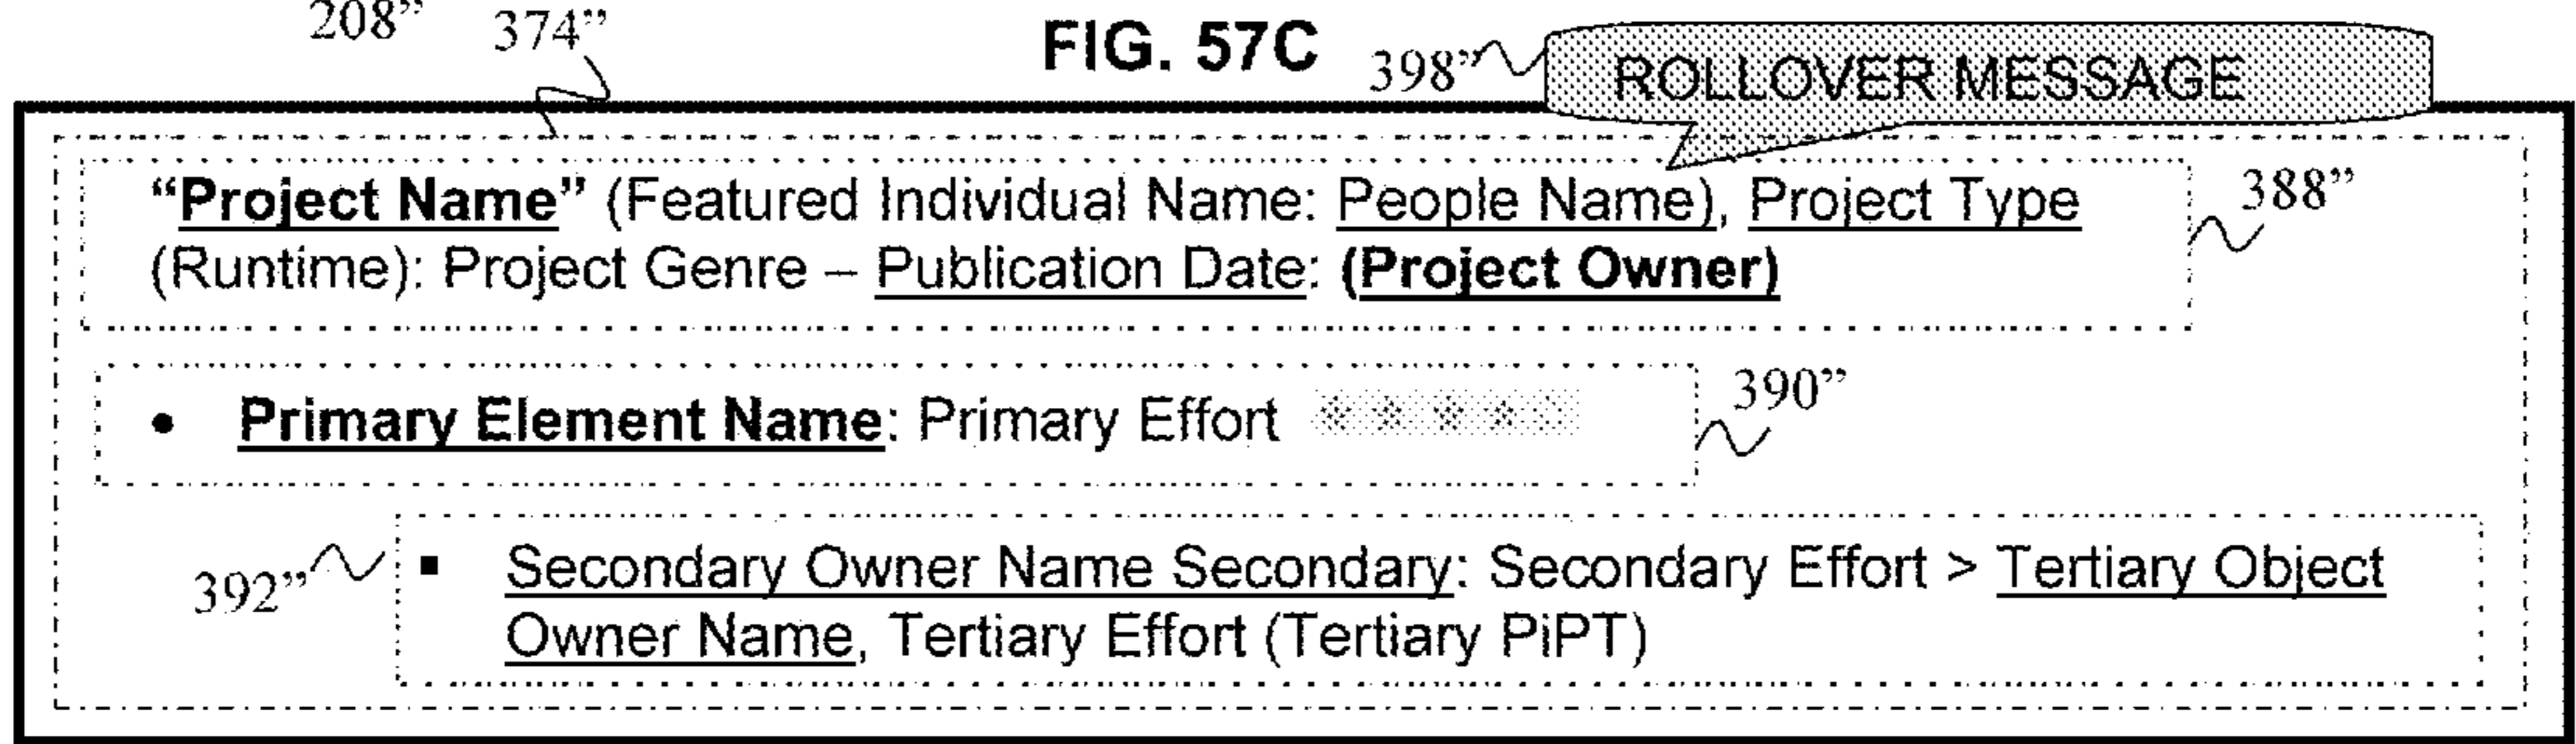 208”
374”
FIG. 57C
398”
ROLLOVER MESSAGE
“Project Name” (Featured Individual Name: People Name), Project Type
(Runtime): Project Genre – Publication Date: (Project Owner)
388”
• Primary Element Name: Primary Effort
390”
392”
▪ Secondary Owner Name Secondary: Secondary Effort > Tertiary Object
Owner Name, Tertiary Effort (Tertiary PiPT)